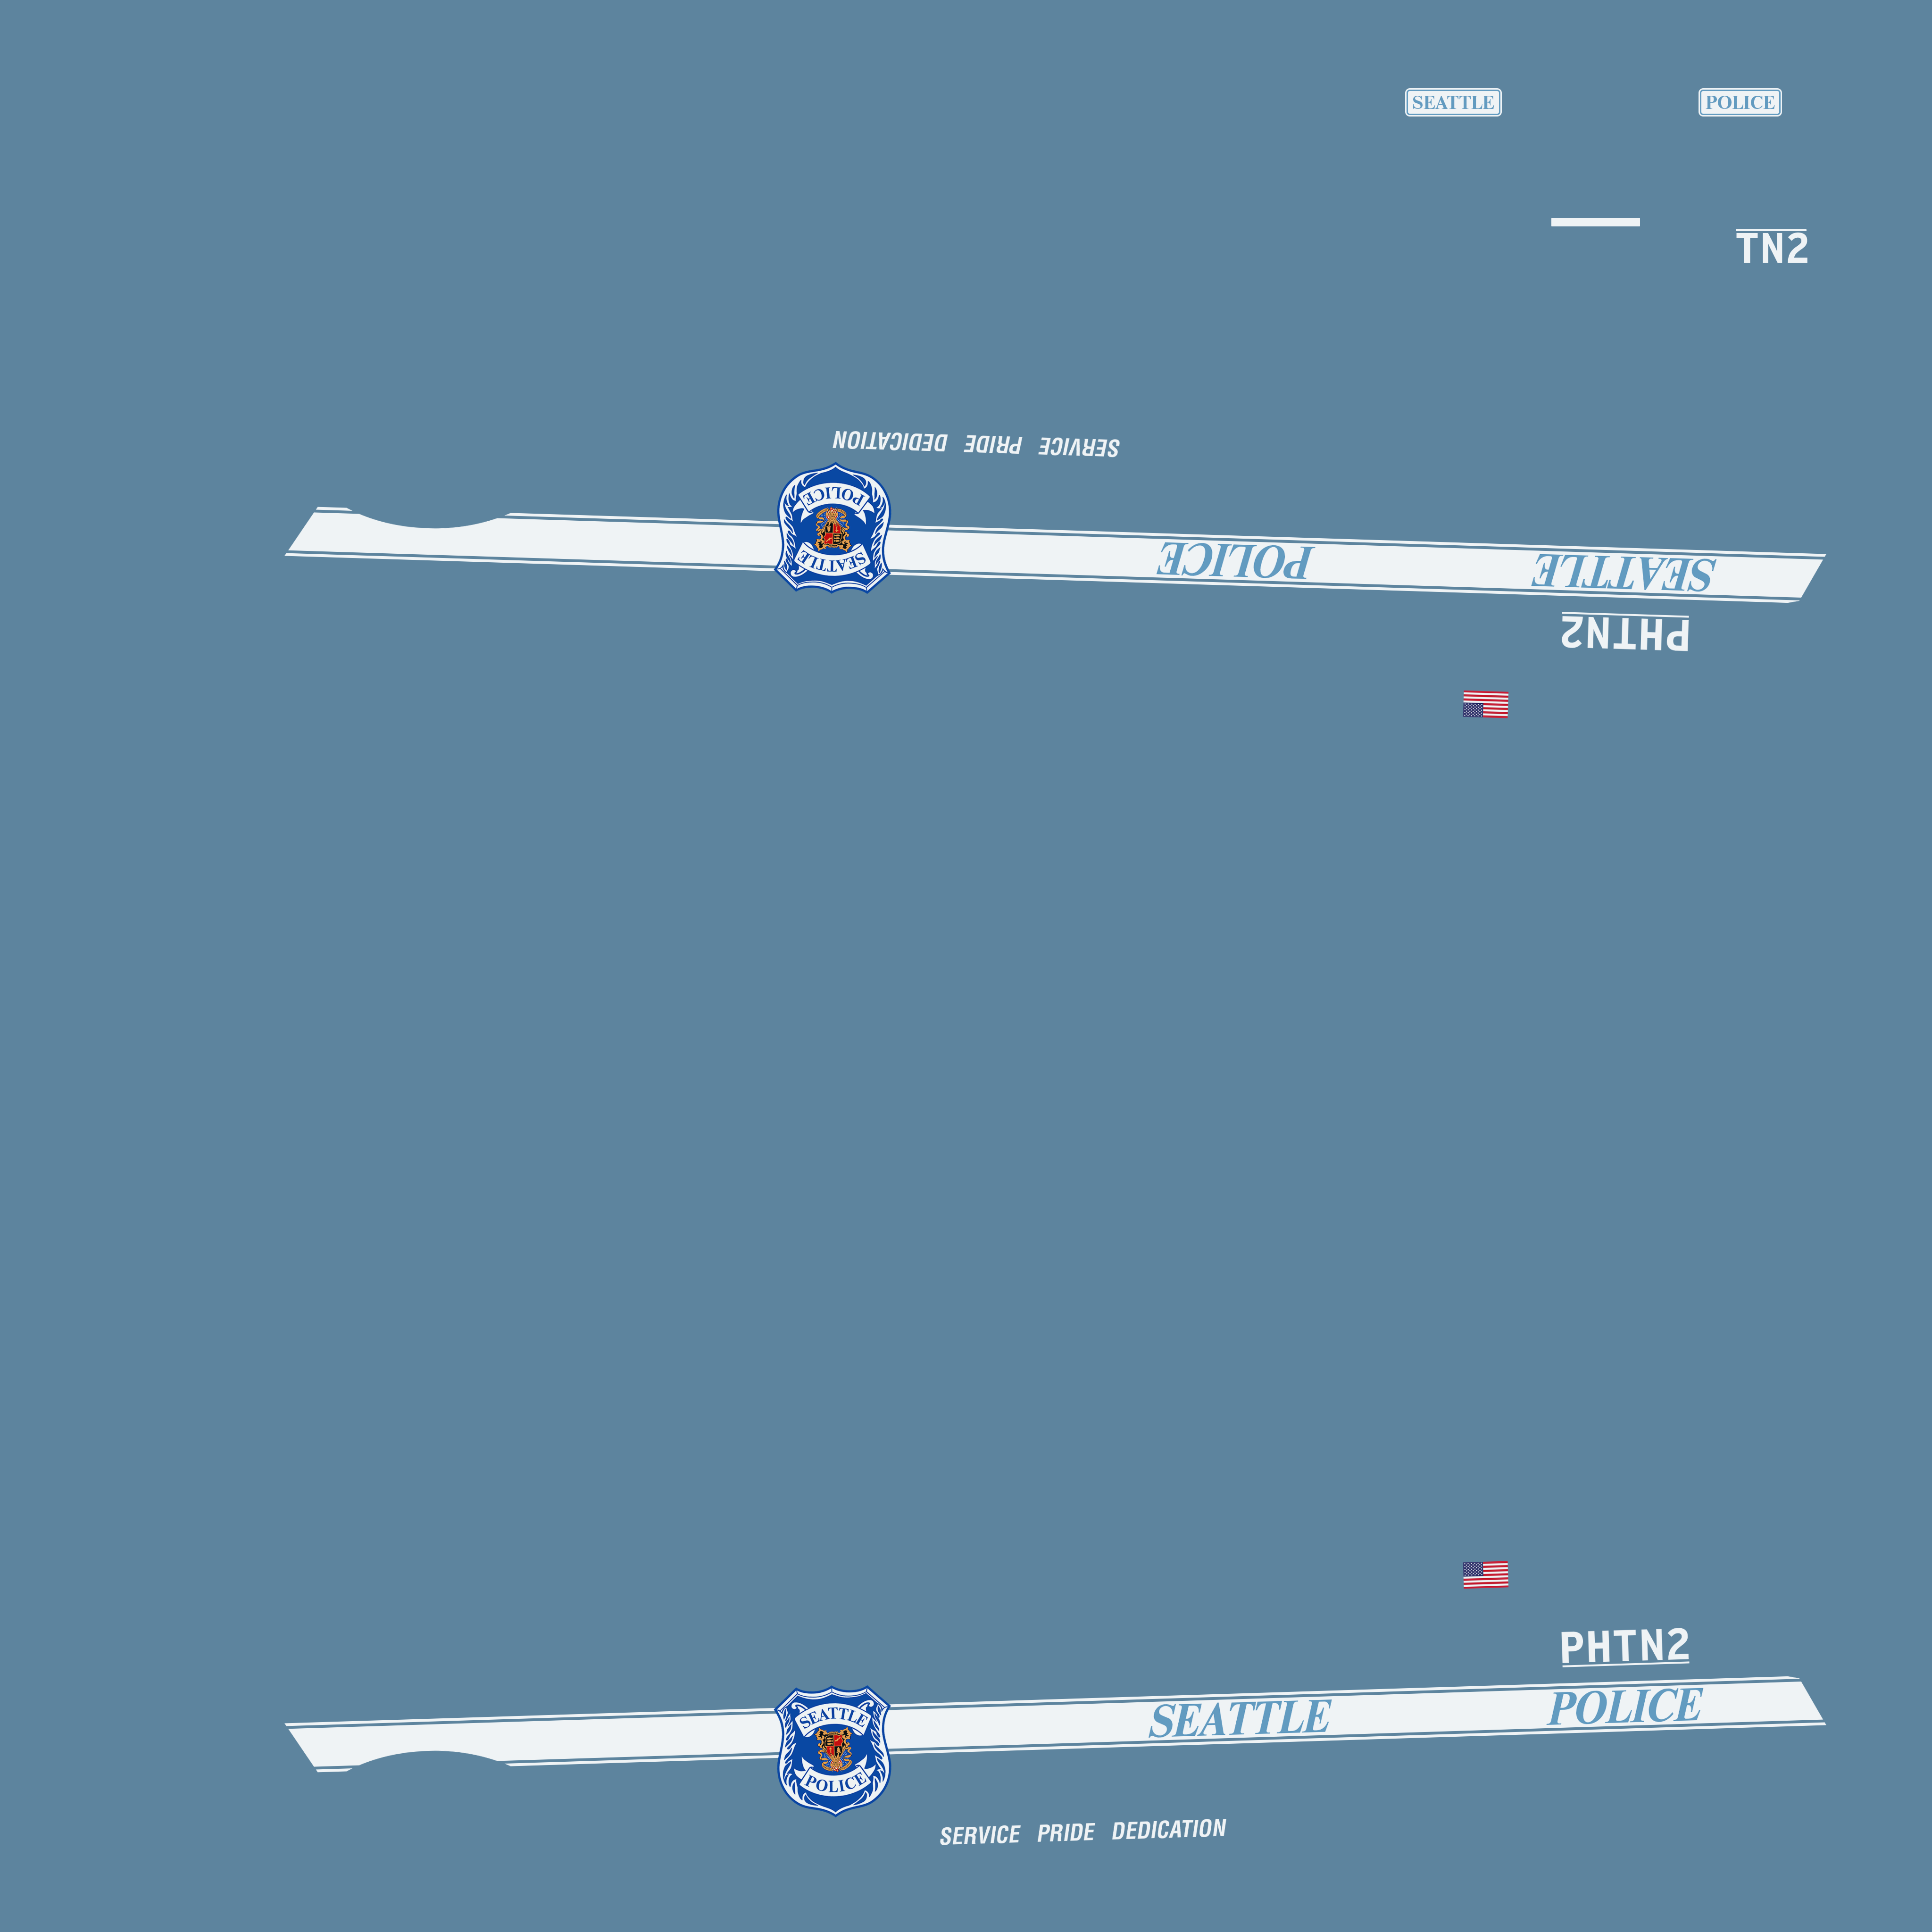 SEATTLE POLICE
TN2
SERVICE PRIDE DEDICATION
SEATTLE
POLICE
SEATTLE POLICE
PHTN2
PHTN2
SEATTLE
POLICE
SEATTLE POLICE
SERVICE PRIDE DEDICATION